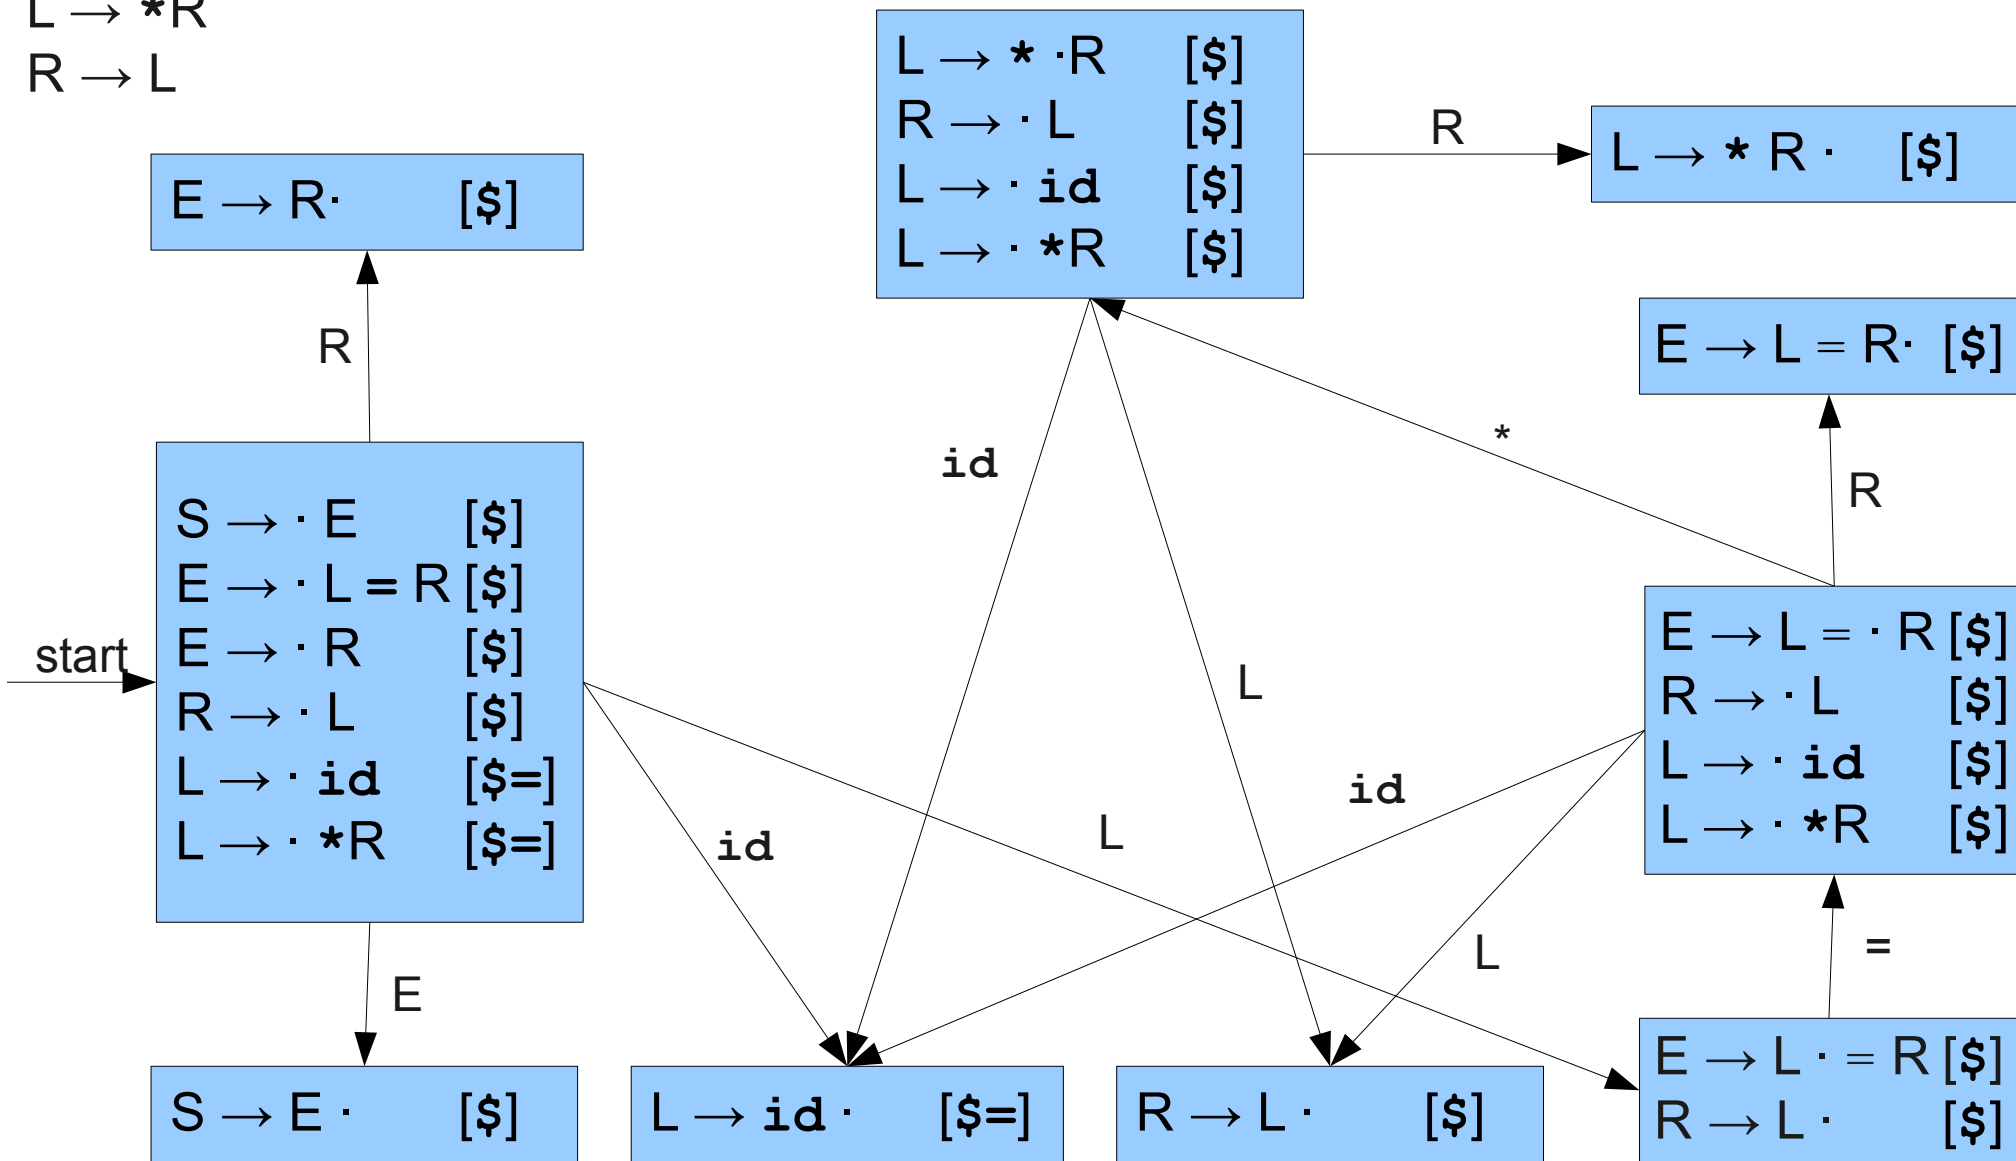 L → *R
R → L
L → * ·R [$]
R → · L [$]
L → · id [$]
L → · *R [$]
R
L → * R · [$]
E → R· [$]
R
E → L = R· [$]
*
id
R
S → · E [$]
E → · L = R [$]
E → · R [$]
R → · L [$]
L → · id [$=]
L → · *R [$=]
start
E → L = · R [$]
R → · L [$]
L → · id [$]
L → · *R [$]
L
id
L
id
L
=
E
S → E · [$]
L → id · [$=]
R → L · [$]
E → L · = R [$]
R → L · [$]